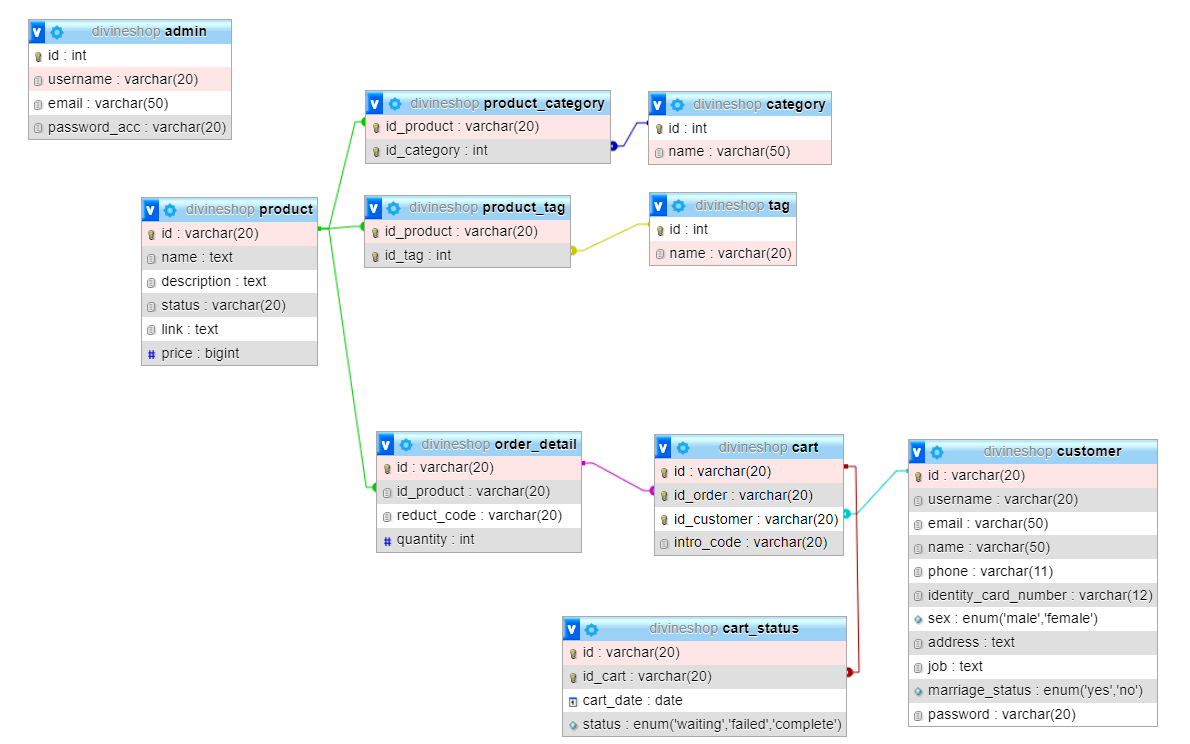 divineshop admin
id : int
username : varchar(20)
email : varchar(50)
password_acc : varchar(20)
divineshop product_category
id_product : varchar(20)
id_category : int
divineshop category
id : int
name : varchar(50)
divineshop product
id : varchar(20)
name : text
description : text
status : varchar(20)
link : text
price : bigint
divineshop product_tag
id_product : varchar(20)
id_tag : int
divineshop tag
id : int
name : varchar(20)
divineshop order_detail
id : varchar(20)
id_product : varchar(20)
reduct_code : varchar(20)
quantity : int
divineshop cart
id : varchar(20)
id_order : varchar(20)
id_customer : varchar(20)
intro_code : varchar(20)
divineshop customer
id : varchar(20)
username : varchar(20)
email : varchar(50)
name : varchar(50)
phone : varchar(11)
identity_card_number : varchar(12)
sex : enum('male','female')
address : text
job : text
marriage_status : enum('yes','no')
password : varchar(20)
divineshop cart_status
id : varchar(20)
id_cart : varchar(20)
cart_date : date
status : enum('waiting','failed','complete')